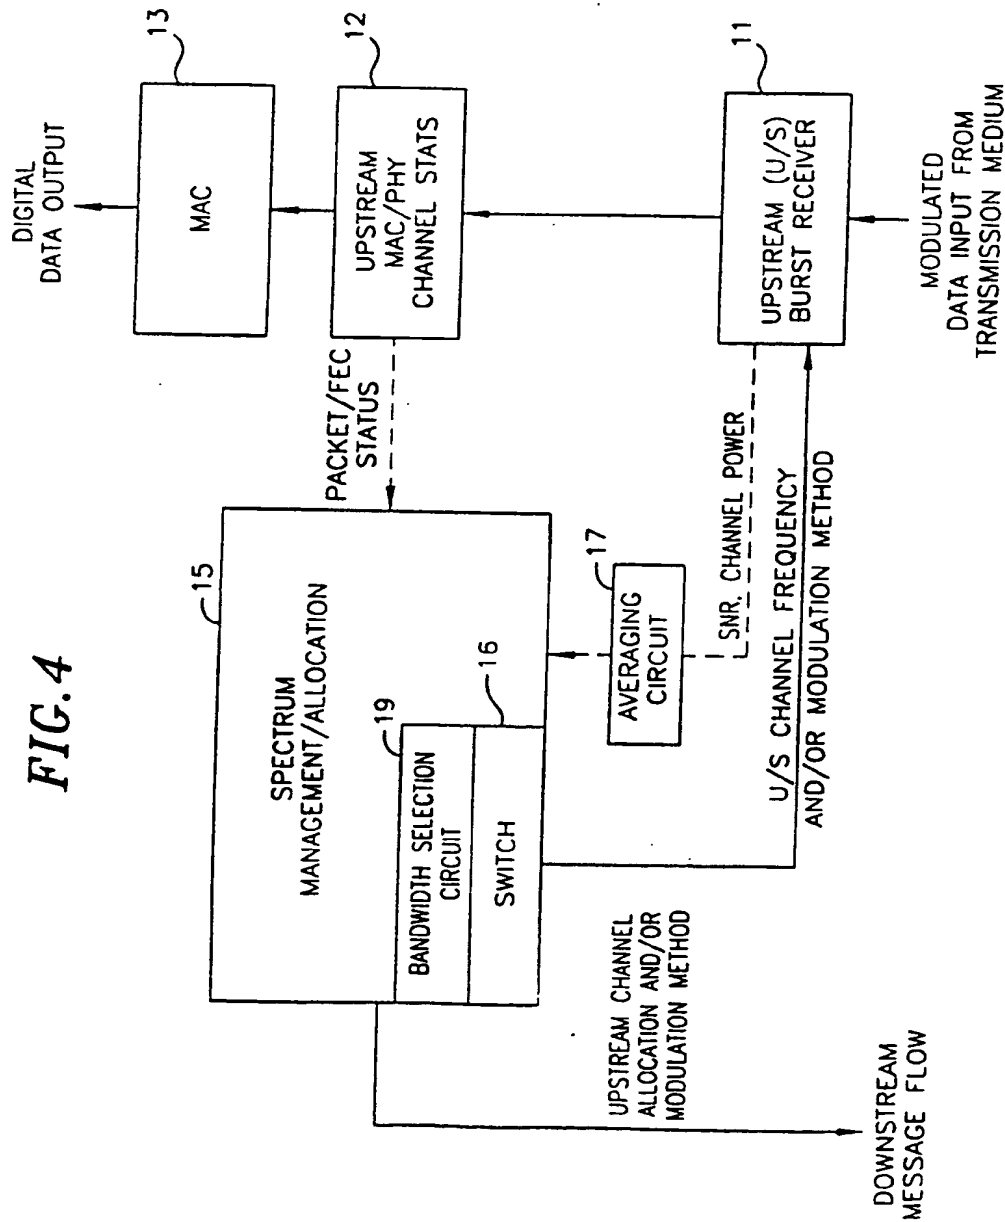 FIG. 4
DIGITAL
DATA OUTPUT
13
MAC
12
UPSTREAM
MAC/PHY
CHANNEL STATS
11
UPSTREAM (U/S)
BURST RECEIVER
MODULATED
DATA INPUT FROM
TRANSMISSION MEDIUM
PACKET/FEC
STATUS
15
SPECTRUM
MANAGEMENT/ALLOCATION
19
BANDWIDTH SELECTION
CIRCUIT
16
SWITCH
17
AVERAGING
CIRCUIT
SNR, CHANNEL POWER
U/S CHANNEL FREQUENCY
AND/OR MODULATION METHOD
UPSTREAM CHANNEL
ALLOCATION AND/OR
MODULATION METHOD
DOWNSTREAM
MESSAGE FLOW